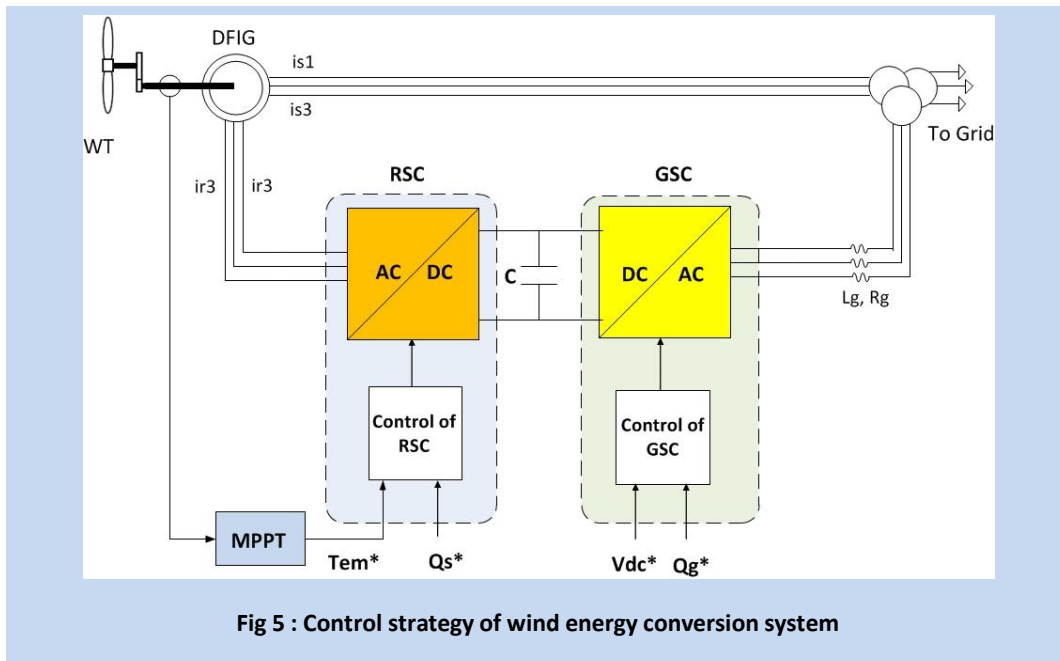 DFIG
is1
is3
WT
To Grid
ir3
ir3
RSC
GSC
AC
DC
C
DC
AC
Lg, Rg
Control of
RSC
Control of
GSC
MPPT
Tem*
Qs*
Vdc*
Qg*
Fig 5 : Control strategy of wind energy conversion system